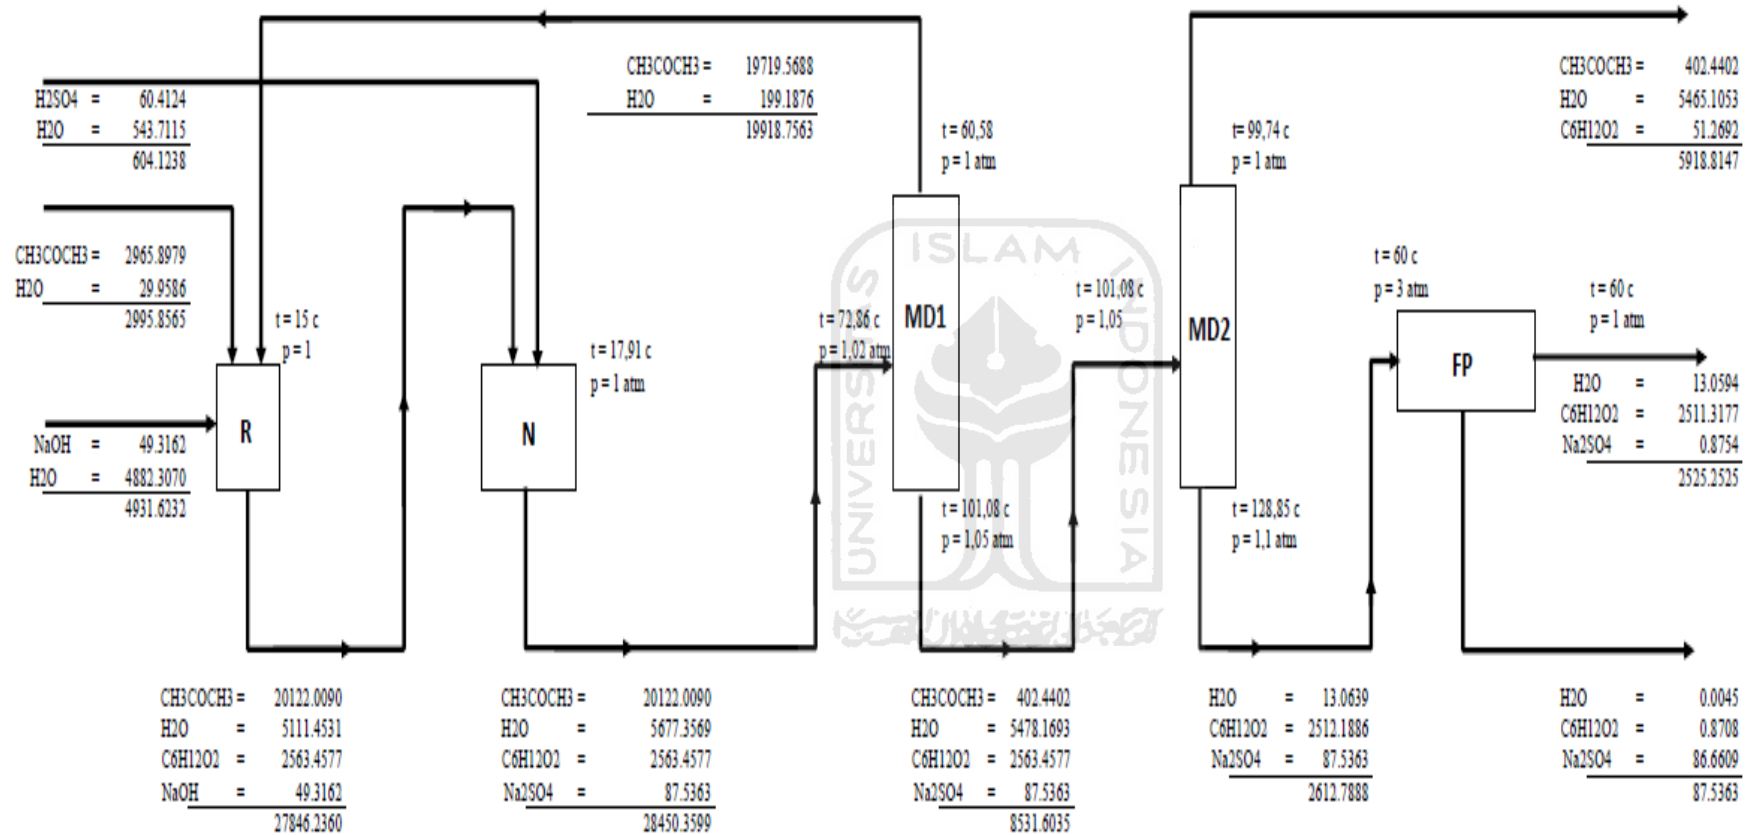 CH3COCH3 = 19719.5688
H2O = 199.1876
19918.7563
CH3COCH3 = 402.4402
H2O = 5465.1053
C6H12O2 = 51.2692
5918.8147
H2SO4 = 60.4124
H2O = 543.7115
604.1238
t = 60,58
p = 1 atm
t= 99,74 c
p = 1 atm
CH3COCH3 = 2965.8979
H2O = 29.9586
2995.8565
t = 15 c
p = 1
t = 17,91 c
p = 1 atm
t = 72,86 c
p = 1,02 atm
MD1
t = 101,08 c
p = 1,05
MD2
t = 60 c
p = 3 atm
t = 60 c
p = 1 atm
FP
H2O = 13.0594
C6H12O2 = 2511.3177
Na2SO4 = 0.8754
2525.2525
NaOH = 49.3162
H2O = 4882.3070
4931.6232
R
N
t = 101,08 c
p = 1,05 atm
t = 128,85 c
p = 1,1 atm
UNIVERSITAS ISLAM INDONESIA
CH3COCH3 = 20122.0090
H2O = 5111.4531
C6H12O2 = 2563.4577
NaOH = 49.3162
27846.2360
CH3COCH3 = 20122.0090
H2O = 5677.3569
C6H12O2 = 2563.4577
Na2SO4 = 87.5363
28450.3599
CH3COCH3 = 402.4402
H2O = 5478.1693
C6H12O2 = 2563.4577
Na2SO4 = 87.5363
8531.6035
H2O = 13.0639
C6H12O2 = 2512.1886
Na2SO4 = 87.5363
2612.7888
H2O = 0.0045
C6H12O2 = 0.8708
Na2SO4 = 86.6609
87.5363